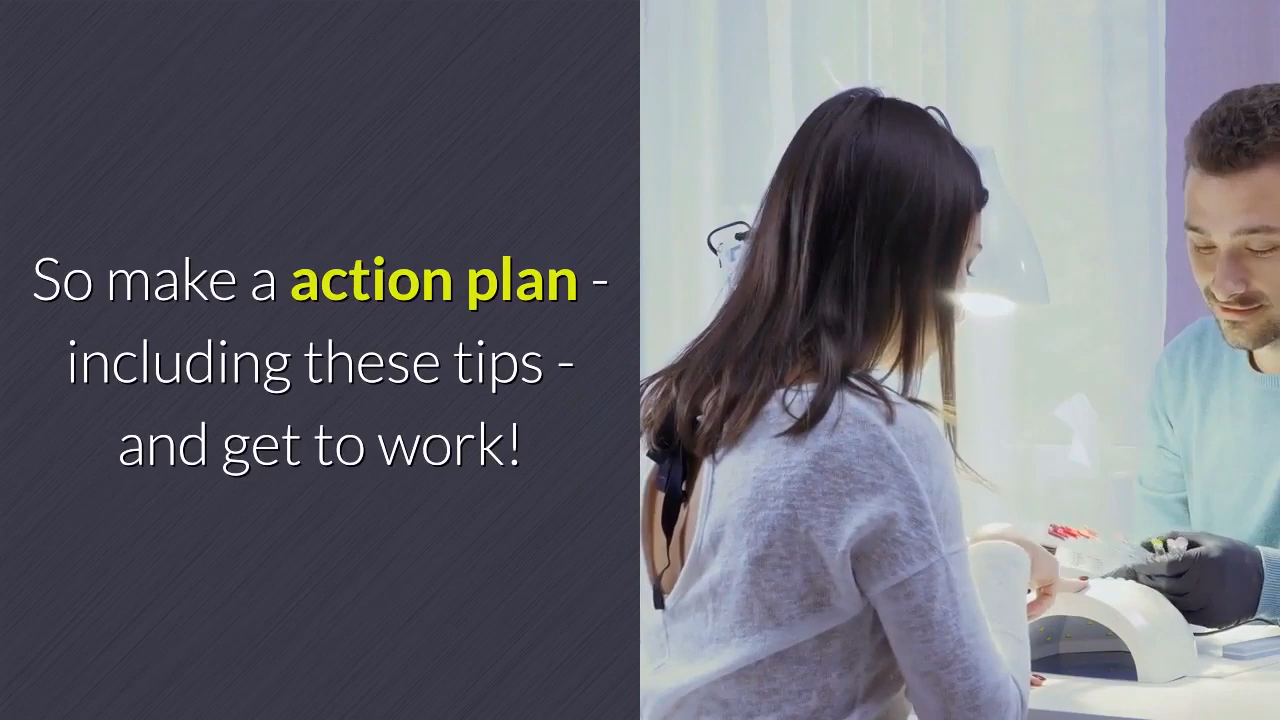 So make a action plan -
including these tips -
and get to work!